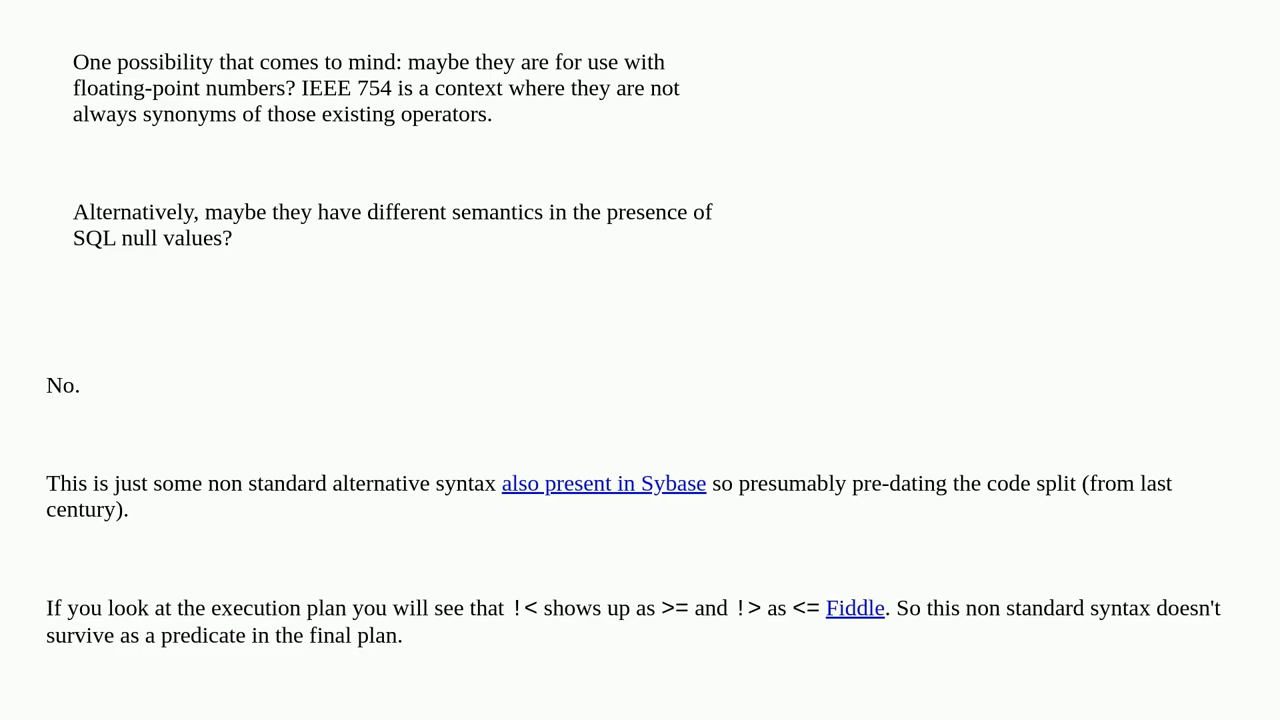 One possibility that comes to mind: maybe they are for use with
floating-point numbers? IEEE 754 is a context where they are not
always synonyms of those existing operators.
Alternatively, maybe they have different semantics in the presence of
SQL null values?
No.
This is just some non standard alternative syntax also present in Sybase so presumably pre-dating the code split (from last
century).
If you look at the execution plan you will see that !< shows up as >= and !> as <= Fiddle. So this non standard syntax doesn't
survive as a predicate in the final plan.